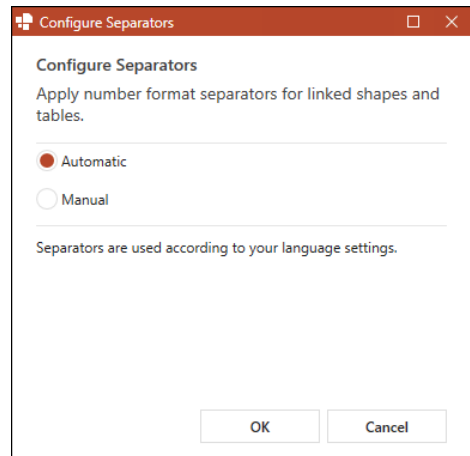 Configure Separators
Configure Separators
Apply number format separators for linked shapes and
tables.
Automatic
Manual
Separators are used according to your language settings.
OK
Cancel